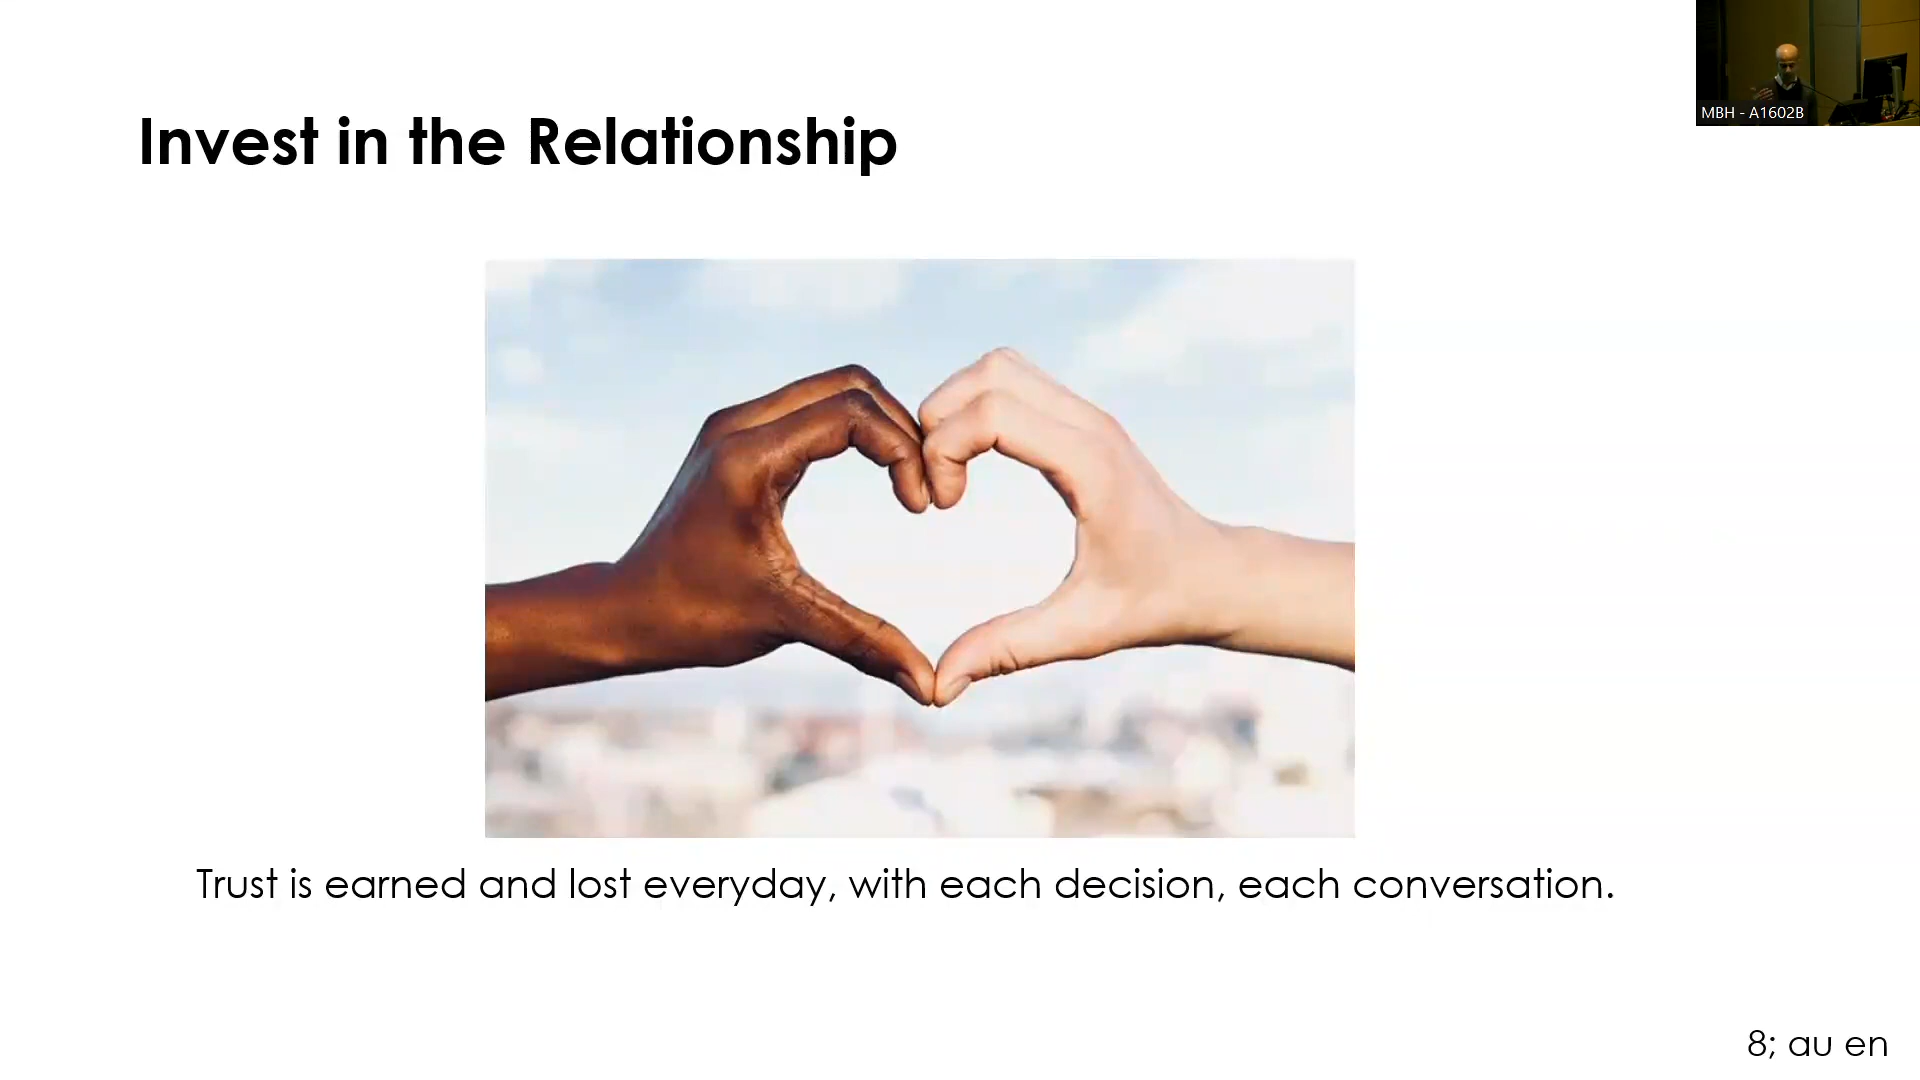 Invest in the Relationship
MBH - A1602B
Trust is earned and lost everyday, with each decision, each conversation.
8; au en